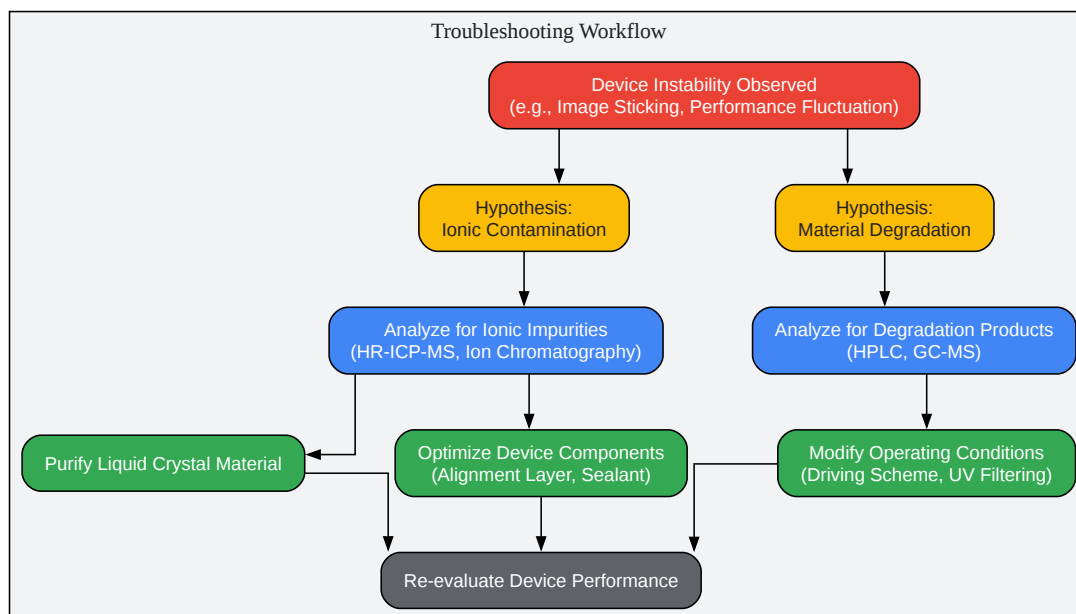 Troubleshooting Workflow
Device Instability Observed
(e.g., Image Sticking, Performance Fluctuation)
Hypothesis:
Ionic Contamination
Hypothesis:
Material Degradation
Analyze for Ionic Impurities
(HR-ICP-MS, Ion Chromatography)
Analyze for Degradation Products
(HPLC, GC-MS)
Purify Liquid Crystal Material
Optimize Device Components
(Alignment Layer, Sealant)
Modify Operating Conditions
(Driving Scheme, UV Filtering)
Re-evaluate Device Performance